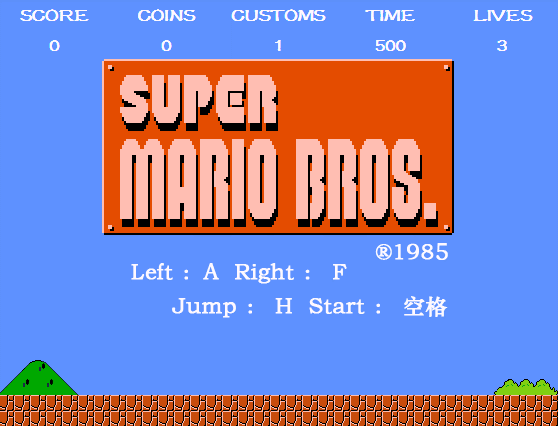 SCORE COINS CUSTOMS TIME LIVES
0 0 1 500 3
SUPER
MARIO BROS.
®1985
Left : A Right : F
Jump : H Start : 空格